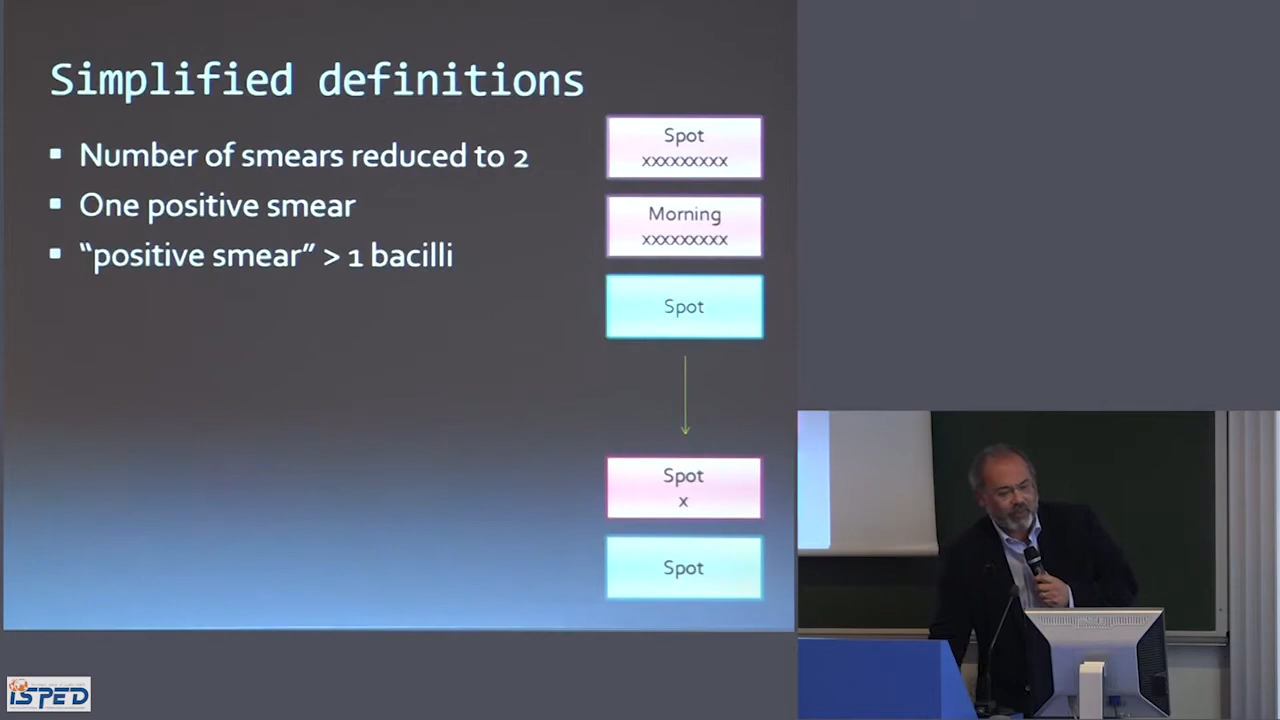 Simplified definitions
▪ Number of smears reduced to 2
▪ One positive smear
▪ “positive smear” > 1 bacilli
Spot
xxxxxxxxx
Morning
xxxxxxxxx
Spot
Spot
x
Spot
iSPED